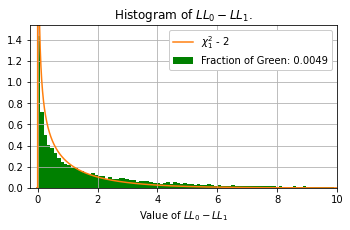 Histogram of LL₀ − LL₁.
χ²₁ - 2
Fraction of Green: 0.0049
1.4
1.2
1.0
0.8
0.6
0.4
0.2
0.0
0 2 4 6 8 10
Value of LL₀ − LL₁